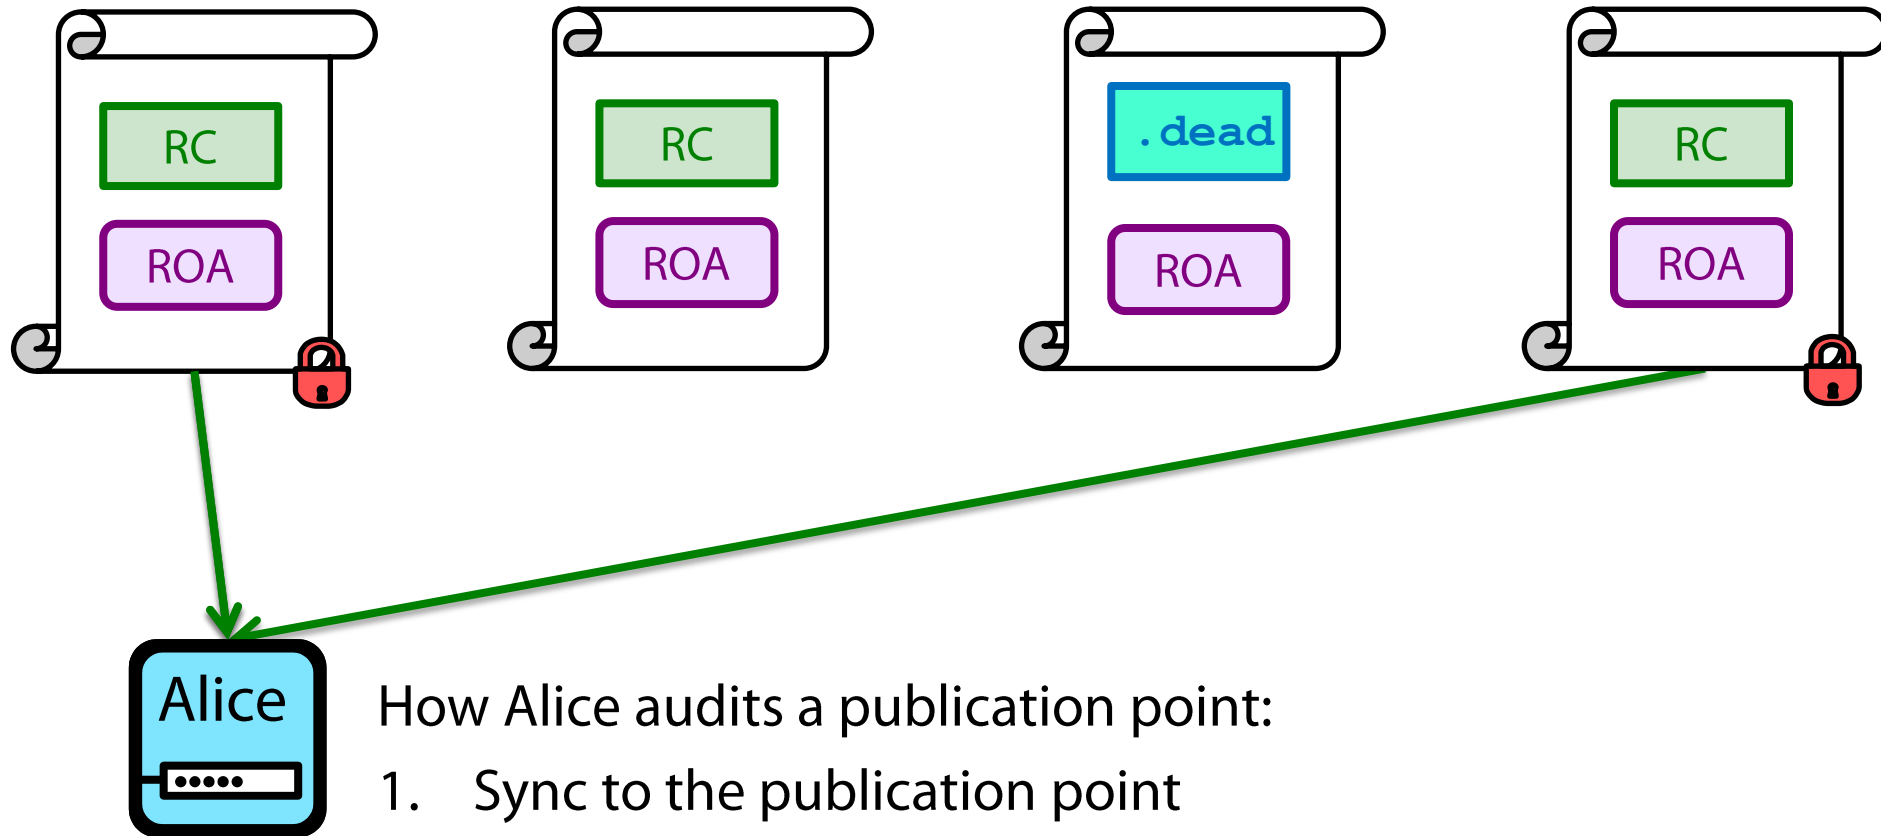 RC
ROA
RC
ROA
.dead
ROA
RC
ROA
Alice
How Alice audits a publication point:
1. Sync to the publication point